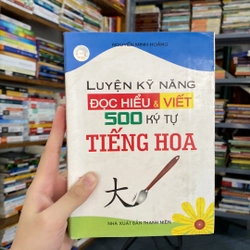 NGUYỄN MINH HOÀNG
LUYỆN KỸ NĂNG
ĐỌC HIỂU & VIẾT
500 KÝ TỰ
TIẾNG HOA
大
NHÀ XUẤT BẢN THANH NIÊN